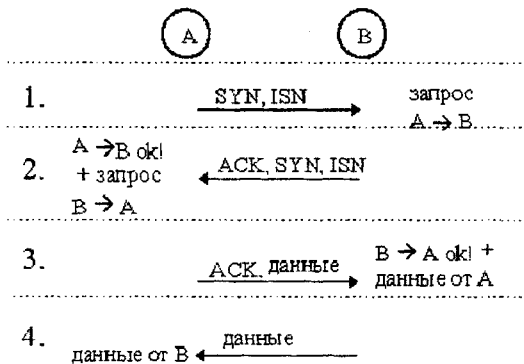 A B
1. SYN, ISN запрос
A → B
A → B ok!
2. + запрос ACK, SYN, ISN
B → A
3. ACK, данные B → A ok! +
данные от A
4. данные
данные от B